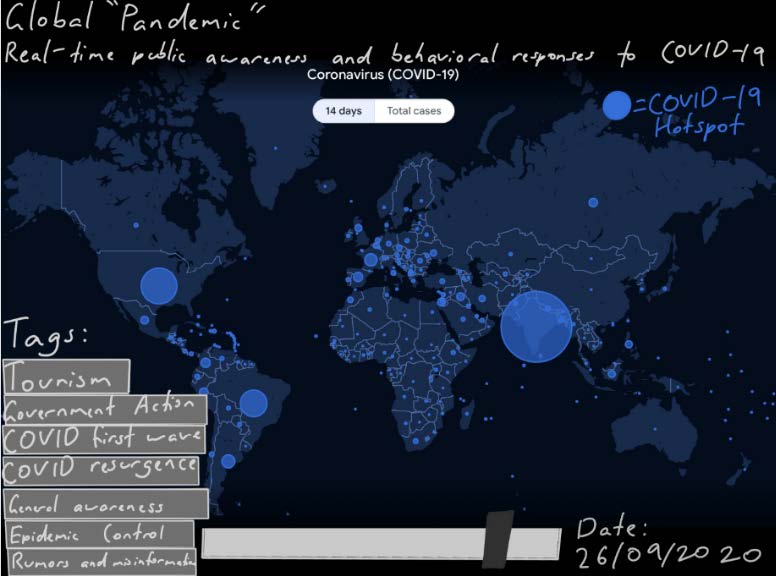 Global "Pandemic"
Real-time public awareness and behavioral responses to COVID-19
Coronavirus (COVID-19)
14 days Total cases
=COVID-19
Hotspot
Tags:
Tourism
Government Action
COVID first wave
COVID resurgence
General awareness
Epidemic Control
Rumors and misinformation
Date:
26/09/2020